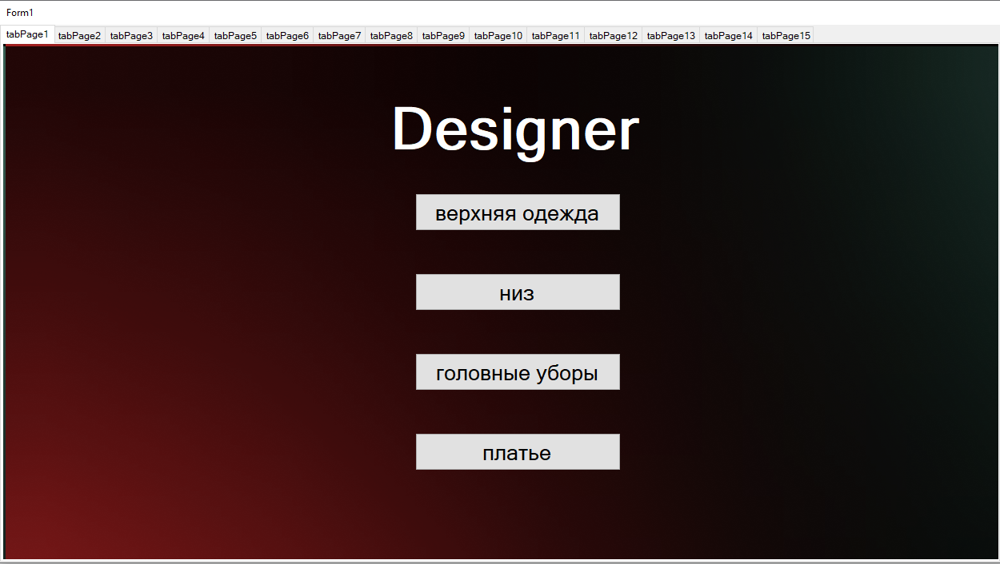 Form1
tabPage1 tabPage2 tabPage3 tabPage4 tabPage5 tabPage6 tabPage7 tabPage8 tabPage9 tabPage10 tabPage11 tabPage12 tabPage13 tabPage14 tabPage15
Designer
верхняя одежда
низ
головные уборы
платье